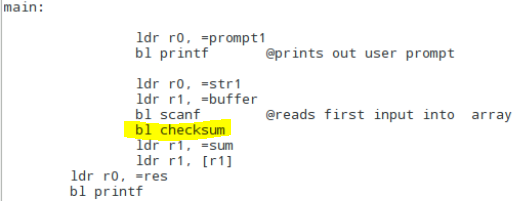 main:
ldr r0, =prompt1
bl printf @prints out user prompt
ldr r0, =str1
ldr r1, =buffer
bl scanf @reads first input into array
bl checksum
ldr r1, =sum
ldr r1, [r1]
ldr r0, =res
bl printf